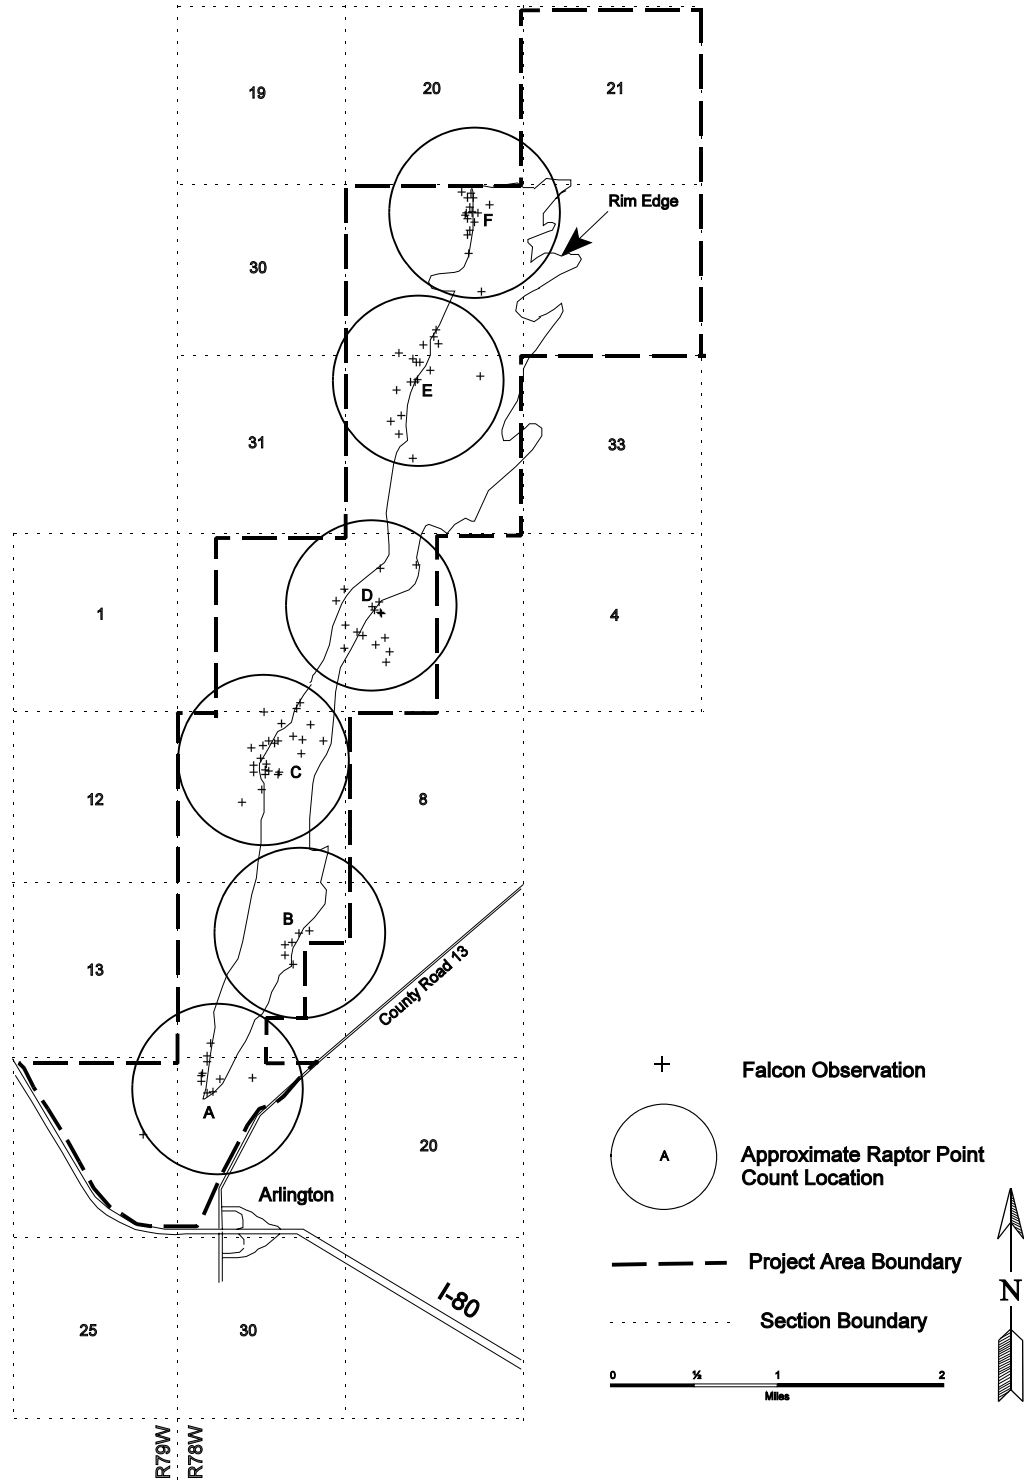 19
20
21
F
Rim Edge
30
E
31
33
D
1
4
C
12
8
B
13
County Road 13
A
20
Arlington
I-80
25
30
R79W
R78W
Falcon Observation
A
Approximate Raptor Point
Count Location
Project Area Boundary
Section Boundary
N
0 ½ 1 2
Miles